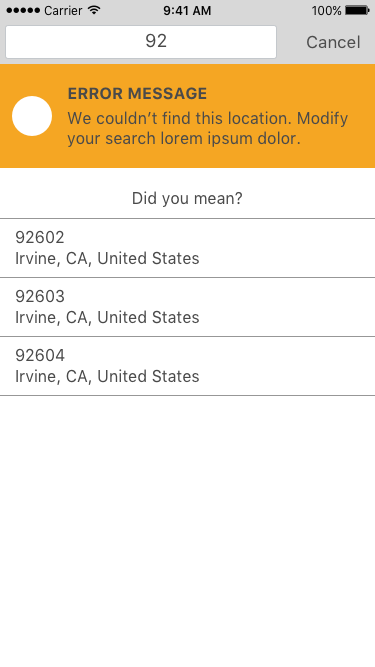 Carrier 9:41 AM 100%
92 Cancel
ERROR MESSAGE
We couldn’t find this location. Modify
your search lorem ipsum dolor.
Did you mean?
92602
Irvine, CA, United States
92603
Irvine, CA, United States
92604
Irvine, CA, United States